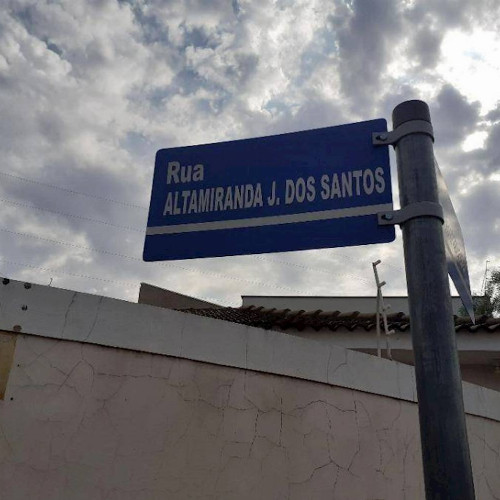 Rua
ALTAMIRANDA J. DOS SANTOS